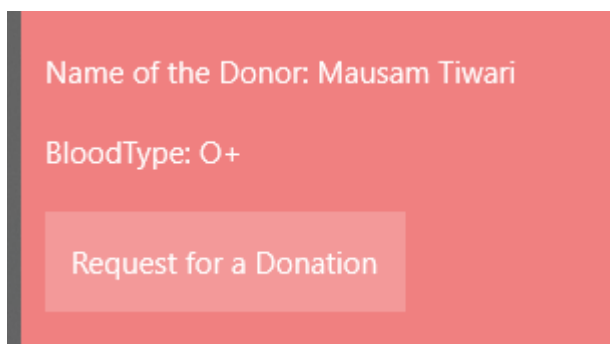 Name of the Donor: Mausam Tiwari
BloodType: O+
Request for a Donation